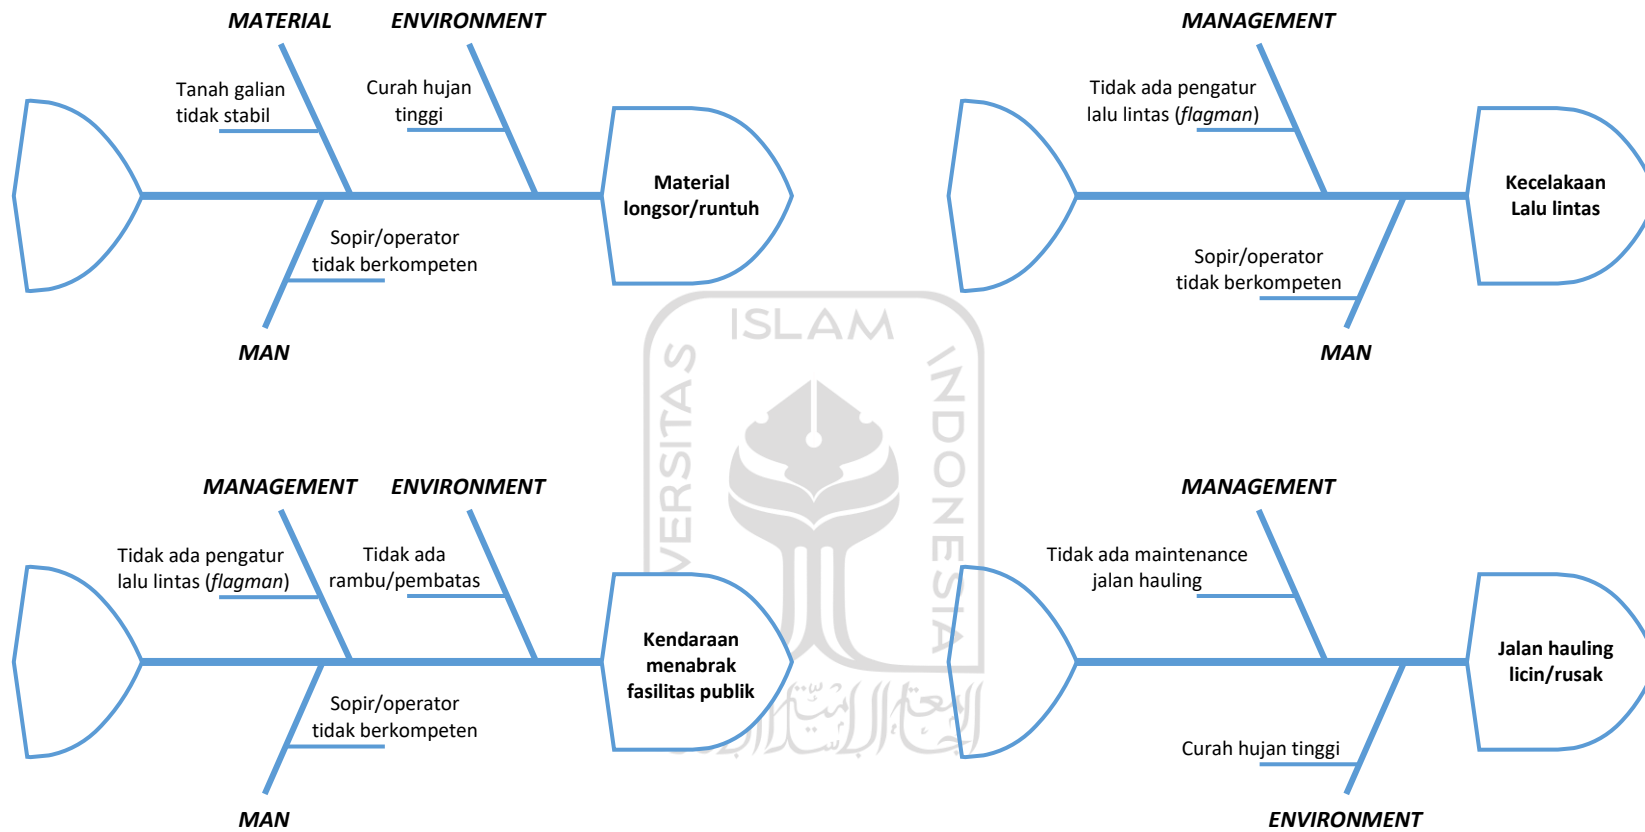 MATERIAL
ENVIRONMENT
Tanah galian
tidak stabil
Curah hujan
tinggi
Material
longsor/runtuh
Sopir/operator
tidak berkompeten
MAN
MANAGEMENT
Tidak ada pengatur
lalu lintas (flagman)
Kecelakaan
Lalu lintas
Sopir/operator
tidak berkompeten
MAN
ISLAM
INDONESIA
MANAGEMENT
ENVIRONMENT
Tidak ada pengatur
lalu lintas (flagman)
Tidak ada
rambu/pembatas
Kendaraan
menabrak
fasilitas publik
Sopir/operator
tidak berkompeten
MAN
MANAGEMENT
Tidak ada maintenance
jalan hauling
Jalan hauling
licin/rusak
Curah hujan tinggi
ENVIRONMENT